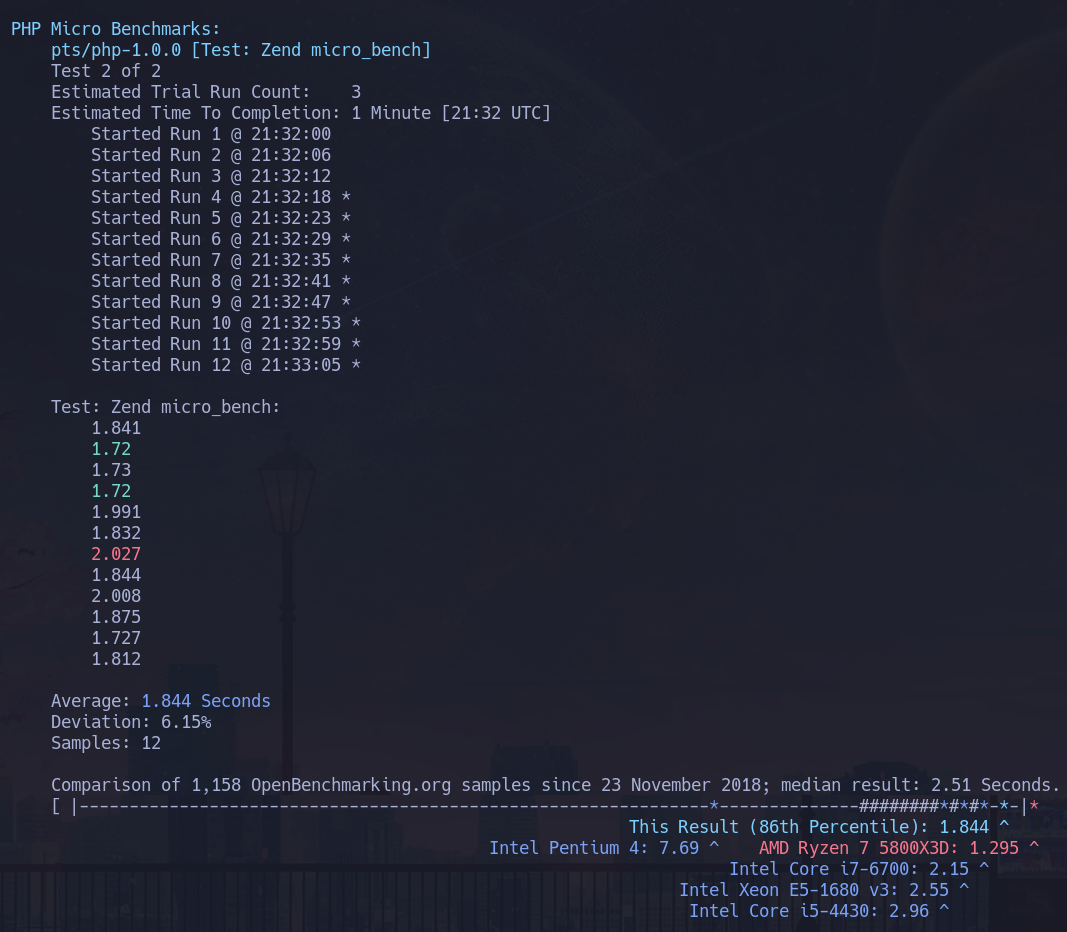 PHP Micro Benchmarks:
pts/php-1.0.0 [Test: Zend micro_bench]
Test 2 of 2
Estimated Trial Run Count:    3
Estimated Time To Completion: 1 Minute [21:32 UTC]
Started Run 1 @ 21:32:00
Started Run 2 @ 21:32:06
Started Run 3 @ 21:32:12
Started Run 4 @ 21:32:18 *
Started Run 5 @ 21:32:23 *
Started Run 6 @ 21:32:29 *
Started Run 7 @ 21:32:35 *
Started Run 8 @ 21:32:41 *
Started Run 9 @ 21:32:47 *
Started Run 10 @ 21:32:53 *
Started Run 11 @ 21:32:59 *
Started Run 12 @ 21:33:05 *
Test: Zend micro_bench:
1.841
1.72
1.73
1.72
1.991
1.832
2.027
1.844
2.008
1.875
1.727
1.812
Average: 1.844 Seconds
Deviation: 6.15%
Samples: 12
Comparison of 1,158 OpenBenchmarking.org samples since 23 November 2018; median result: 2.51 Seconds.
[ |---------------------------------------------------------------*--------------########*#*#*-*-|*
This Result (86th Percentile): 1.844 ^
Intel Pentium 4: 7.69 ^    AMD Ryzen 7 5800X3D: 1.295 ^
Intel Core i7-6700: 2.15 ^
Intel Xeon E5-1680 v3: 2.55 ^
Intel Core i5-4430: 2.96 ^